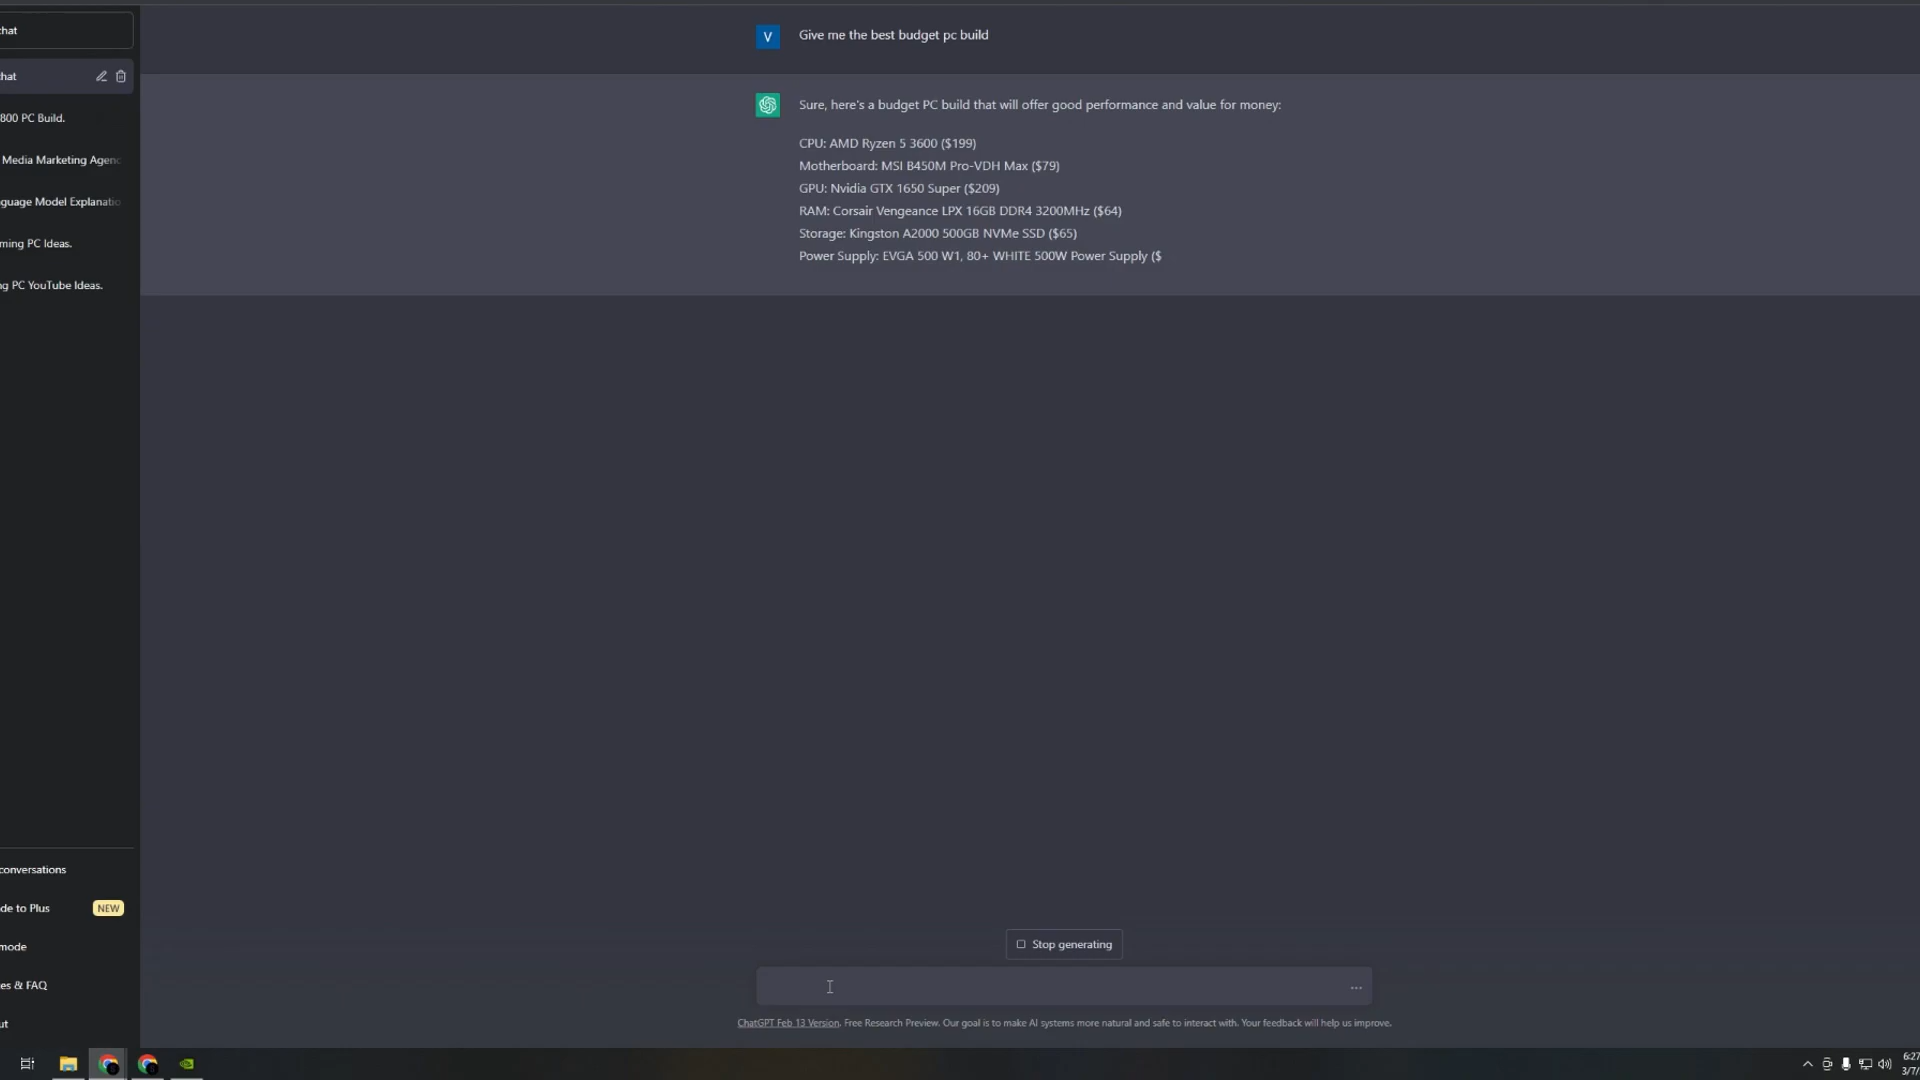 hat
hat
800 PC Build.
Media Marketing Agenc
guage Model Explanatio
ming PC Ideas.
ng PC YouTube Ideas.
conversations
de to Plus NEW
mode
es & FAQ
ut
V Give me the best budget pc build
Sure, here's a budget PC build that will offer good performance and value for money:
CPU: AMD Ryzen 5 3600 ($199)
Motherboard: MSI B450M Pro-VDH Max ($79)
GPU: Nvidia GTX 1650 Super ($209)
RAM: Corsair Vengeance LPX 16GB DDR4 3200MHz ($64)
Storage: Kingston A2000 500GB NVMe SSD ($65)
Power Supply: EVGA 500 W1, 80+ WHITE 500W Power Supply ($
Stop generating
ChatGPT Feb 13 Version. Free Research Preview. Our goal is to make AI systems more natural and safe to interact with. Your feedback will help us improve.
6:27
3/7/